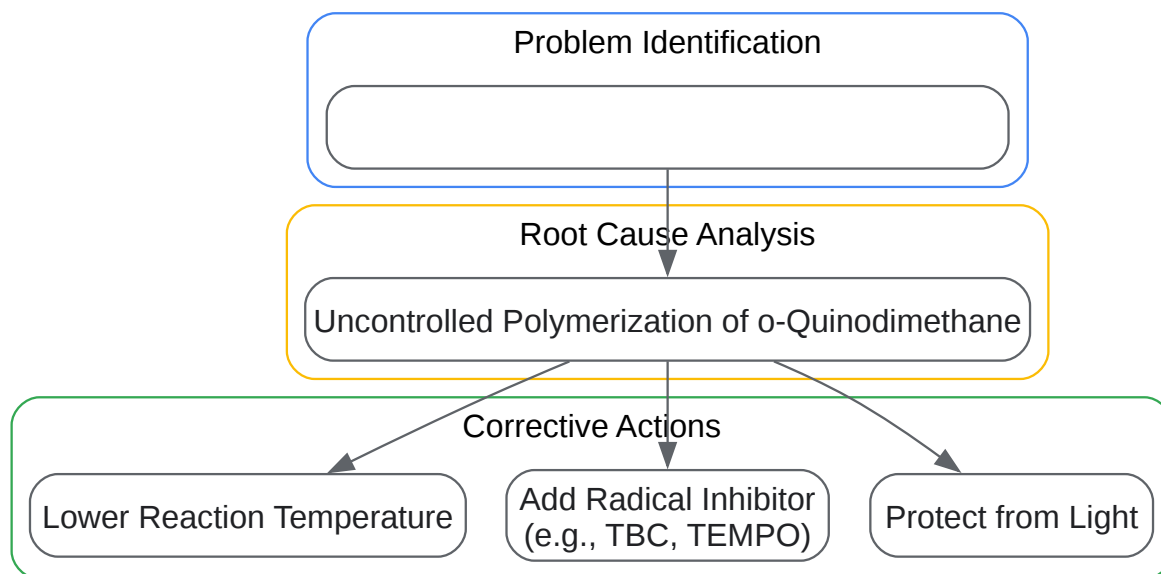 Problem Identification
Root Cause Analysis
Uncontrolled Polymerization of o-Quinodimethane
Corrective Actions
Lower Reaction Temperature
Add Radical Inhibitor
(e.g., TBC, TEMPO)
Protect from Light